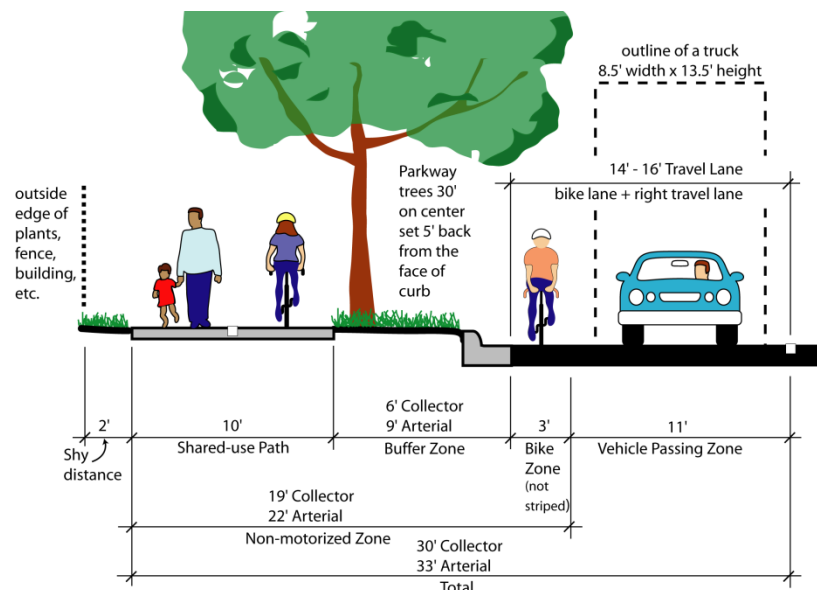 outline of a truck
8.5' width x 13.5' height
14' - 16' Travel Lane
bike lane + right travel lane
outside
edge of
plants,
fence,
building,
etc.
Parkway
trees 30'
on center
set 5' back
from the
face of
curb
2'
Shy
distance
10'
Shared-use Path
6' Collector
9' Arterial
Buffer Zone
3'
Bike
Zone
(not
striped)
11'
Vehicle Passing Zone
19' Collector
22' Arterial
Non-motorized Zone
30' Collector
33' Arterial
Total